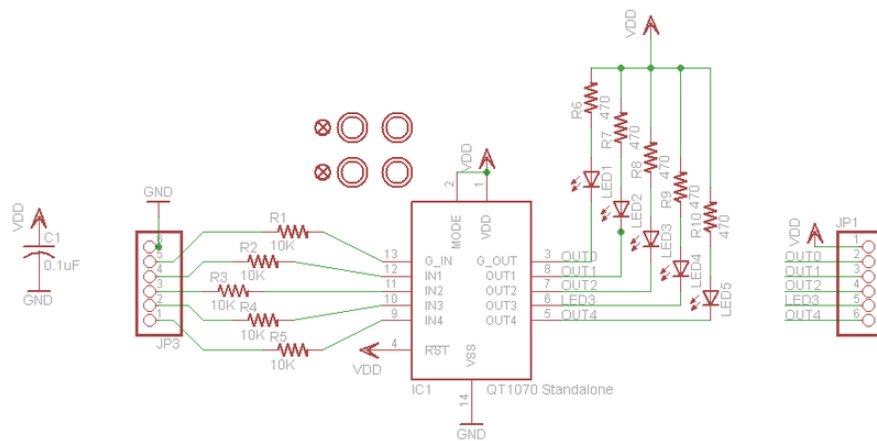 VDD
R6
470
R7
470
R8
470
R9
470
R10
470
LED1
LED2
LED3
LED4
LED5
VDD
2
1
MODE
VDD
GND
VDD
C1
0.1uF
GND
6
5
4
3
2
1
JP3
R1
10K
R2
10K
R3
10K
R4
10K
R5
10K
13
12
11
10
9
4
VDD
G_IN
IN1
IN2
IN3
IN4
RST
VSS
G_OUT
OUT1
OUT2
OUT3
OUT4
3
8
7
6
5
OUT0
OUT1
OUT2
LED3
OUT4
IC1
QT1070 Standalone
14
GND
JP1
VDD
OUT0
OUT1
OUT2
LED3
OUT4
1
2
3
4
5
6